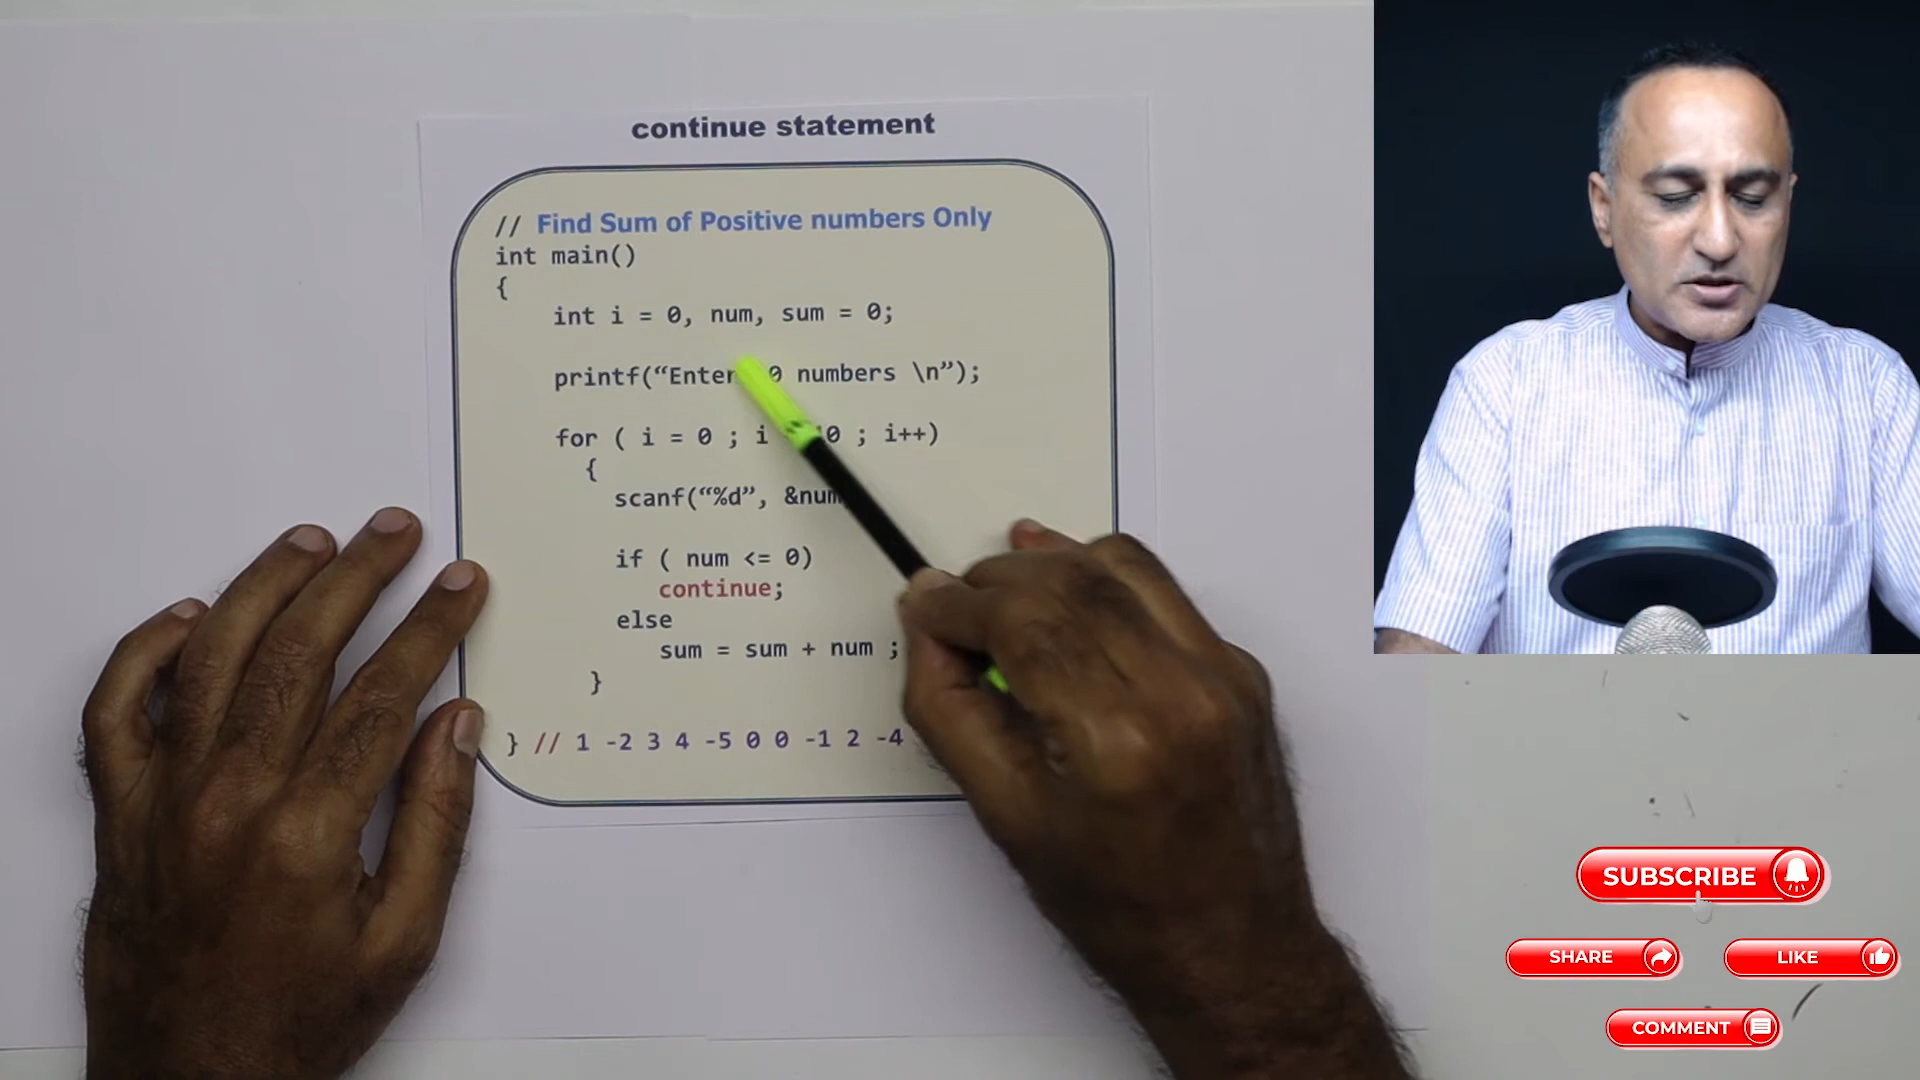 continue statement
// Find Sum of Positive numbers Only
int main()
{
int i = 0, num, sum = 0;
printf(“Enter 0 numbers \n”);
for ( i = 0 ; i 0 ; i++)
{
scanf(“%d”, &num
if ( num <= 0)
continue;
else
sum = sum + num ;
}
} // 1 -2 3 4 -5 0 0 -1 2 -4
SUBSCRIBE
SHARE
LIKE
COMMENT